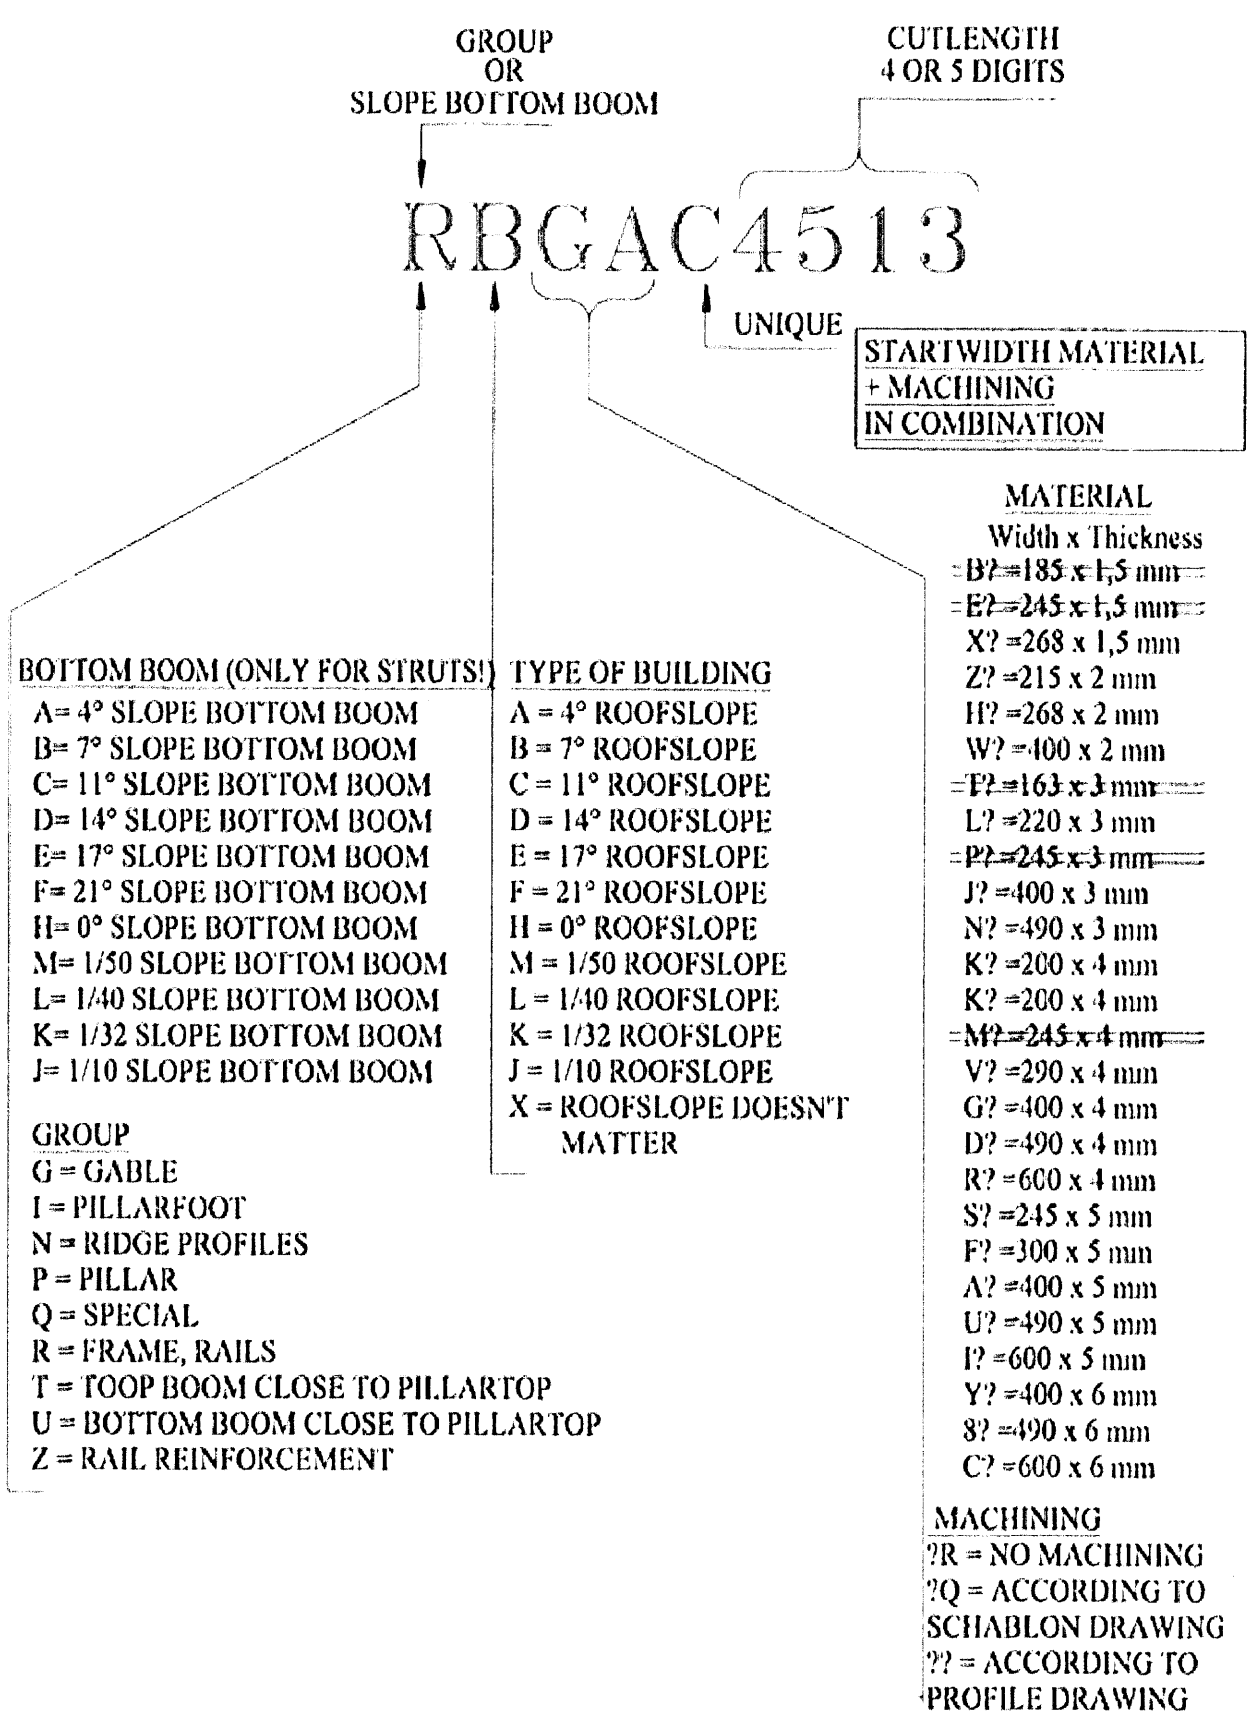 GROUP
OR
SLOPE BOTTOM BOOM
CUTLENGTH
4 OR 5 DIGITS
RBGAC4513
UNIQUE
STARTWIDTH MATERIAL
+ MACHINING
IN COMBINATION
BOTTOM BOOM (ONLY FOR STRUTS!)
A= 4° SLOPE BOTTOM BOOM
B= 7° SLOPE BOTTOM BOOM
C= 11° SLOPE BOTTOM BOOM
D= 14° SLOPE BOTTOM BOOM
E= 17° SLOPE BOTTOM BOOM
F= 21° SLOPE BOTTOM BOOM
H= 0° SLOPE BOTTOM BOOM
M= 1/50 SLOPE BOTTOM BOOM
L= 1/40 SLOPE BOTTOM BOOM
K= 1/32 SLOPE BOTTOM BOOM
J= 1/10 SLOPE BOTTOM BOOM
GROUP
G = GABLE
I = PILLARFOOT
N = RIDGE PROFILES
P = PILLAR
Q = SPECIAL
R = FRAME, RAILS
T = TOOP BOOM CLOSE TO PILLARTOP
U = BOTTOM BOOM CLOSE TO PILLARTOP
Z = RAIL REINFORCEMENT
TYPE OF BUILDING
A = 4° ROOFSLOPE
B = 7° ROOFSLOPE
C = 11° ROOFSLOPE
D = 14° ROOFSLOPE
E = 17° ROOFSLOPE
F = 21° ROOFSLOPE
H = 0° ROOFSLOPE
M = 1/50 ROOFSLOPE
L = 1/40 ROOFSLOPE
K = 1/32 ROOFSLOPE
J = 1/10 ROOFSLOPE
X = ROOFSLOPE DOESN'T
MATTER
MATERIAL
Width x Thickness
B? =185 x 1,5 mm
E? =245 x 1,5 mm
X? =268 x 1,5 mm
Z? =215 x 2 mm
H? =268 x 2 mm
W? =400 x 2 mm
T? =163 x 3 mm
L? =220 x 3 mm
P? =245 x 3 mm
J? =400 x 3 mm
N? =490 x 3 mm
K? =200 x 4 mm
K? =200 x 4 mm
M? =245 x 4 mm
V? =290 x 4 mm
G? =400 x 4 mm
D? =490 x 4 mm
R? =600 x 4 mm
S? =245 x 5 mm
F? =300 x 5 mm
A? =400 x 5 mm
U? =490 x 5 mm
I? =600 x 5 mm
Y? =400 x 6 mm
8? =490 x 6 mm
C? =600 x 6 mm
MACHINING
?R = NO MACHINING
?Q = ACCORDING TO
SCHABLON DRAWING
?? = ACCORDING TO
PROFILE DRAWING